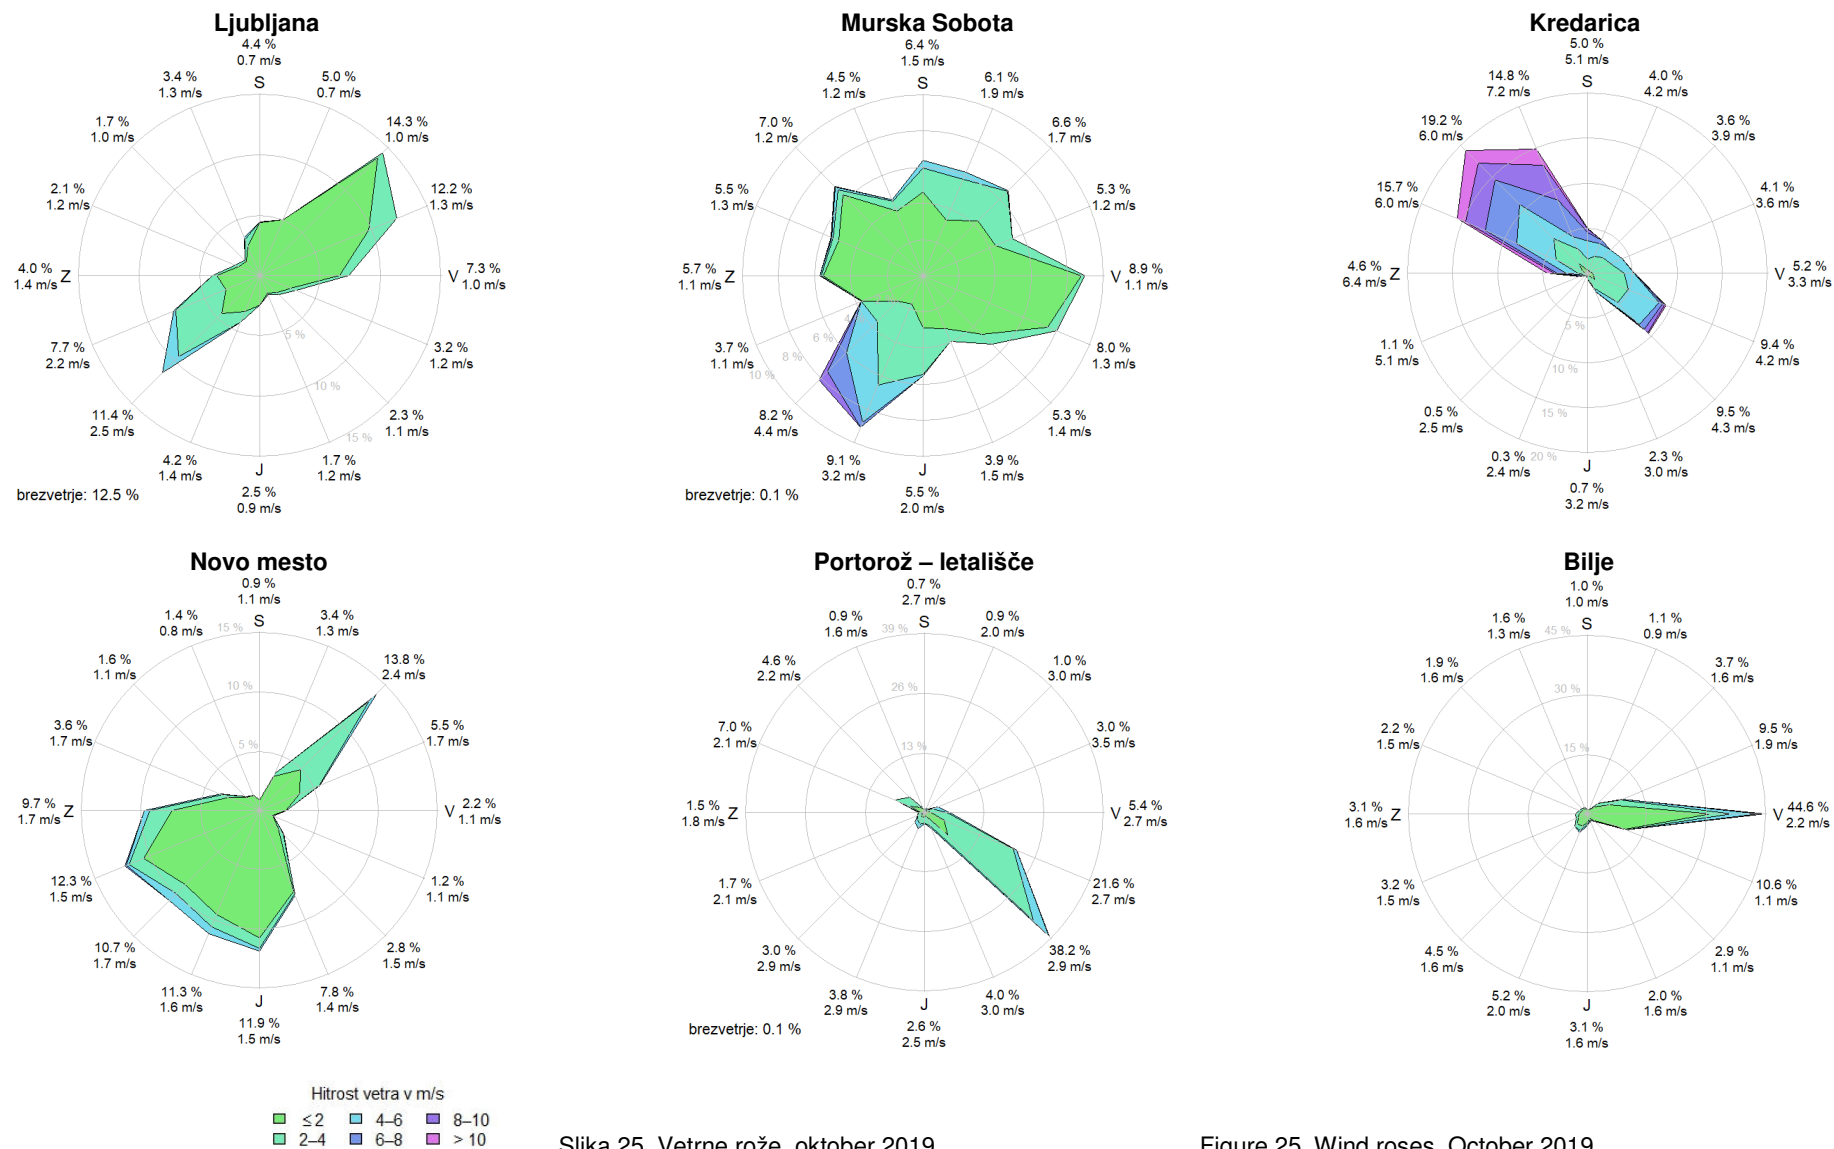 Ljubljana
4.4 %
0.7 m/s
3.4 %
1.3 m/s
S
5.0 %
0.7 m/s
1.7 %
1.0 m/s
14.3 %
1.0 m/s
2.1 %
1.2 m/s
12.2 %
1.3 m/s
4.0 %
1.4 m/s
Z
V
7.3 %
1.0 m/s
5 %
7.7 %
2.2 m/s
3.2 %
1.2 m/s
10 %
11.4 %
2.5 m/s
2.3 %
1.1 m/s
15 %
4.2 %
1.4 m/s
J
1.7 %
1.2 m/s
2.5 %
0.9 m/s
brezvetrje: 12.5 %
Murska Sobota
6.4 %
1.5 m/s
4.5 %
1.2 m/s
S
6.1 %
1.9 m/s
7.0 %
1.2 m/s
6.6 %
1.7 m/s
5.5 %
1.3 m/s
5.3 %
1.2 m/s
5.7 %
1.1 m/s
Z
V
8.9 %
1.1 m/s
4
6 %
8 %
10 %
3.7 %
1.1 m/s
8.0 %
1.3 m/s
8.2 %
4.4 m/s
5.3 %
1.4 m/s
9.1 %
3.2 m/s
J
3.9 %
1.5 m/s
5.5 %
2.0 m/s
brezvetrje: 0.1 %
Kredarica
5.0 %
5.1 m/s
14.8 %
7.2 m/s
S
4.0 %
4.2 m/s
19.2 %
6.0 m/s
3.6 %
3.9 m/s
15.7 %
6.0 m/s
4.1 %
3.6 m/s
4.6 %
6.4 m/s
Z
V
5.2 %
3.3 m/s
5 %
1.1 %
5.1 m/s
9.4 %
4.2 m/s
10 %
0.5 %
2.5 m/s
15 %
9.5 %
4.3 m/s
0.3 %
2.4 m/s
20 %
J
2.3 %
3.0 m/s
0.7 %
3.2 m/s
Novo mesto
0.9 %
1.1 m/s
1.4 %
0.8 m/s
15 %
S
3.4 %
1.3 m/s
1.6 %
1.1 m/s
13.8 %
2.4 m/s
10 %
3.6 %
1.7 m/s
5 %
5.5 %
1.7 m/s
9.7 %
1.7 m/s
Z
V
2.2 %
1.1 m/s
12.3 %
1.5 m/s
1.2 %
1.1 m/s
10.7 %
1.7 m/s
2.8 %
1.5 m/s
11.3 %
1.6 m/s
J
7.8 %
1.4 m/s
11.9 %
1.5 m/s
Portorož – letališče
0.7 %
2.7 m/s
0.9 %
1.6 m/s
39 %
S
0.9 %
2.0 m/s
4.6 %
2.2 m/s
1.0 %
3.0 m/s
26 %
7.0 %
2.1 m/s
13 %
3.0 %
3.5 m/s
1.5 %
1.8 m/s
Z
V
5.4 %
2.7 m/s
1.7 %
2.1 m/s
21.6 %
2.7 m/s
3.0 %
2.9 m/s
38.2 %
2.9 m/s
3.8 %
2.9 m/s
J
4.0 %
3.0 m/s
2.6 %
2.5 m/s
brezvetrje: 0.1 %
Bilje
1.0 %
1.0 m/s
1.6 %
1.3 m/s
45 %
S
1.1 %
0.9 m/s
1.9 %
1.6 m/s
3.7 %
1.6 m/s
30 %
2.2 %
1.5 m/s
15 %
9.5 %
1.9 m/s
3.1 %
1.6 m/s
Z
V
44.6 %
2.2 m/s
3.2 %
1.5 m/s
10.6 %
1.1 m/s
4.5 %
1.6 m/s
2.9 %
1.1 m/s
5.2 %
2.0 m/s
J
2.0 %
1.6 m/s
3.1 %
1.6 m/s
Hitrost vetra v m/s
≤ 2 4–6 8–10
2–4 6–8 > 10
Slika 25. Vetrne rože, oktober 2019
Figure 25. Wind roses, October 2019